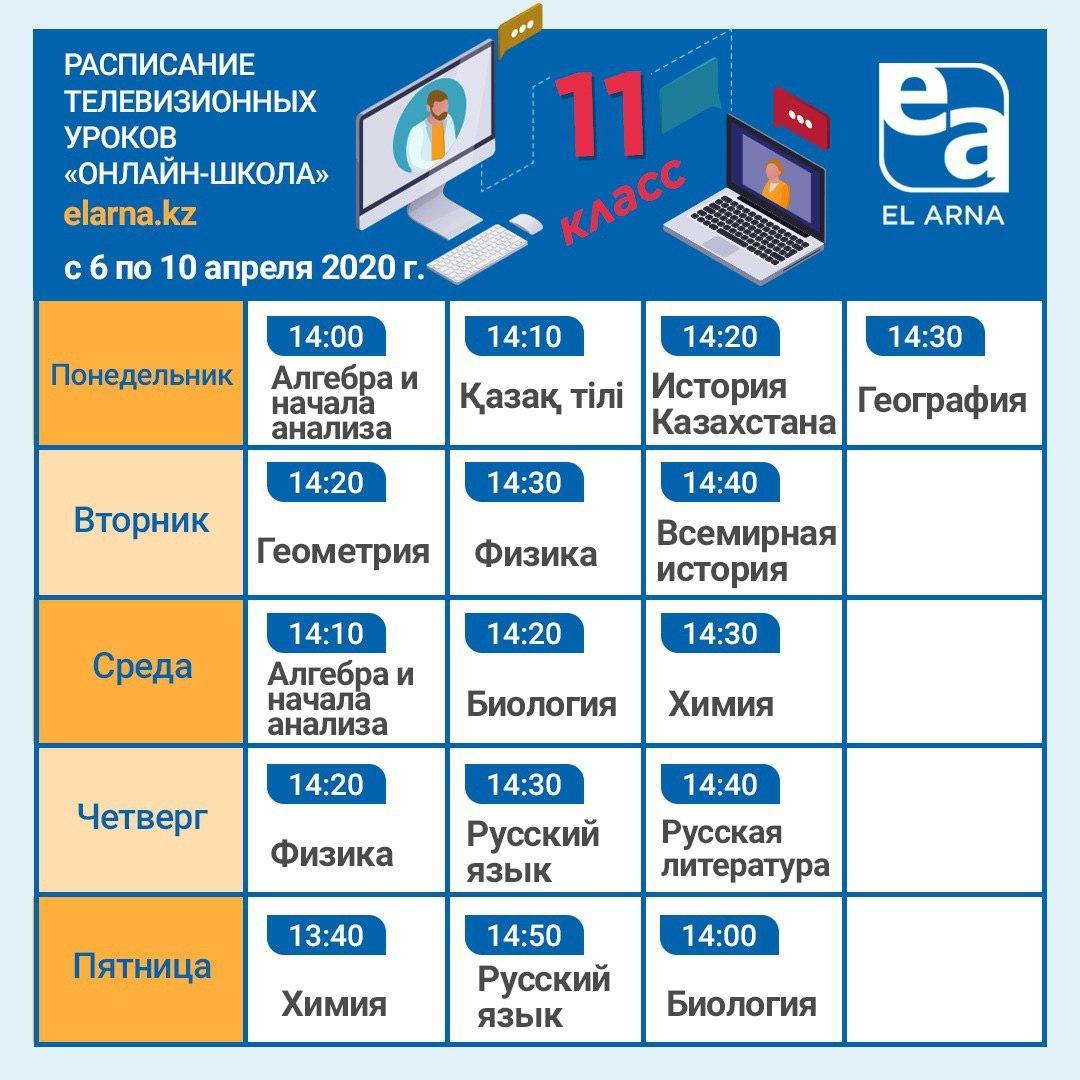 РАСПИСАНИЕ
ТЕЛЕВИЗИОННЫХ
УРОКОВ
«ОНЛАЙН-ШКОЛА»
elarna.kz
с 6 по 10 апреля 2020 г.
11
класс
ea
EL ARNA
Понедельник
14:00
Алгебра и
начала
анализа
14:10
Қазақ тілі
14:20
История
Казахстана
14:30
География
Вторник
14:20
Геометрия
14:30
Физика
14:40
Всемирная
история
Среда
14:10
Алгебра и
начала
анализа
14:20
Биология
14:30
Химия
Четверг
14:20
Физика
14:30
Русский
язык
14:40
Русская
литература
Пятница
13:40
Химия
14:50
Русский
язык
14:00
Биология